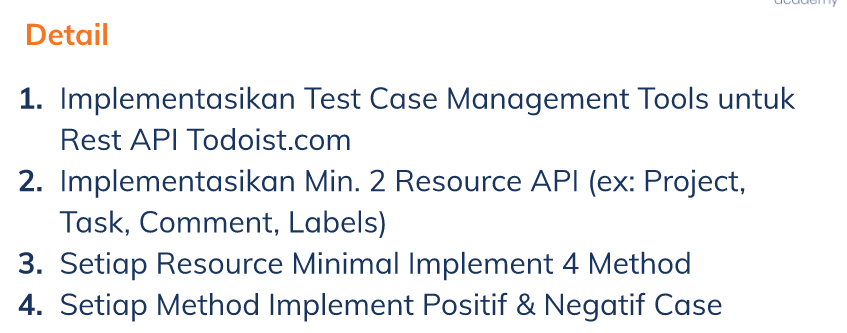 academy
Detail
1. Implementasikan Test Case Management Tools untuk
Rest API Todoist.com
2. Implementasikan Min. 2 Resource API (ex: Project,
Task, Comment, Labels)
3. Setiap Resource Minimal Implement 4 Method
4. Setiap Method Implement Positif & Negatif Case